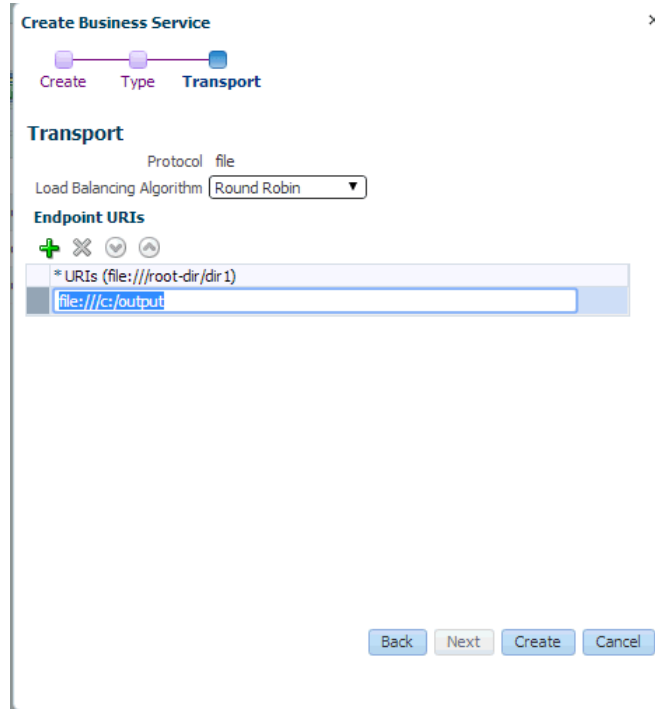 Create Business Service
Create Type Transport
Transport
Protocol file
Load Balancing Algorithm Round Robin
Endpoint URIs
* URIs (file:///root-dir/dir1)
file:///c:/output
Back Next Create Cancel